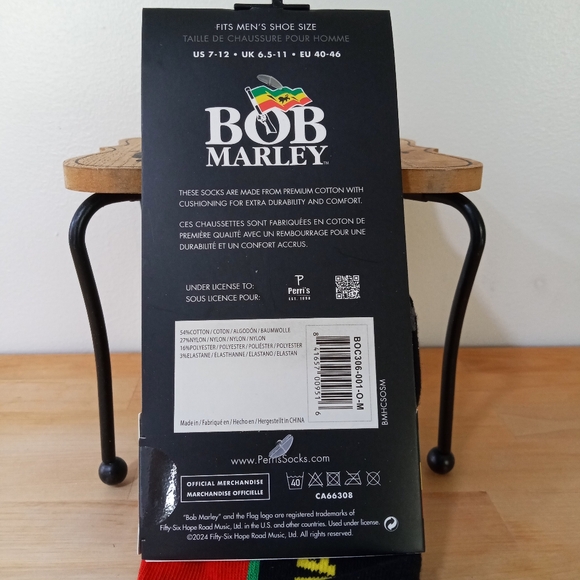 FITS MEN'S SHOE SIZE
TAILLE DE CHAUSSURE POUR HOMME
US 7-12 • UK 6.5-11 • EU 40-46
BOB
MARLEY™
THESE SOCKS ARE MADE FROM PREMIUM COTTON WITH
CUSHIONING FOR EXTRA DURABILITY AND COMFORT.
CES CHAUSSETTES SONT FABRIQUÉES EN COTON DE
PREMIÈRE QUALITÉ AVEC UN REMBOURRAGE POUR UNE
DURABILITÉ ET UN CONFORT ACCRUS.
UNDER LICENSE TO:
SOUS LICENCE POUR:
Perri's
EST. 1998
54%COTTON / COTON / ALGODÓN / BAUMWOLLE
27%NYLON / NYLON / NYLON / NYLON
16%POLYESTER / POLYESTER / POLIÉSTER / POLYESTER
3%ELASTANE / ÉLASTHANNE / ELASTANO / ELASTAN
Made in / Fabriqué en / Hecho en / Hergestellt in CHINA
8 41657 00951 6
BOC306-001-O-M
BMHCSOSM
www.PerrisSocks.com
OFFICIAL MERCHANDISE
MARCHANDISE OFFICIELLE
40
CA66308
"Bob Marley" and the Flag logo are registered trademarks of
Fifty-Six Hope Road Music, Ltd. in the U.S. and other countries. Used under license.
©2024 Fifty-Six Hope Road Music, Ltd. All rights reserved.